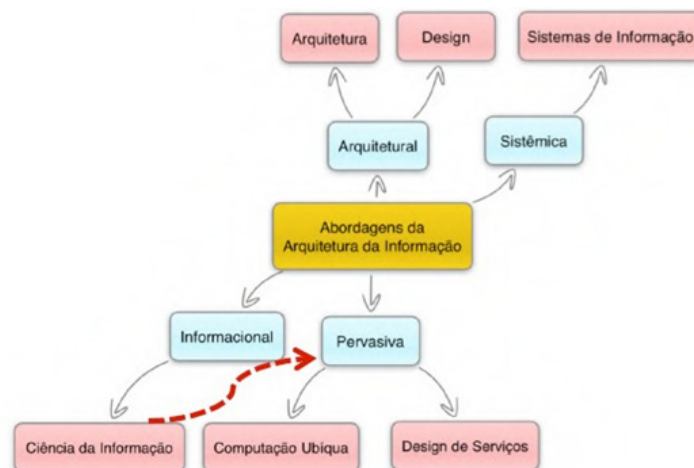 Arquitetura
Design
Sistemas de Informação
Arquitetural
Sistêmica
Abordagens da
Arquitetura da Informação
Informacional
Pervasiva
Ciência da Informação
Computação Ubiqua
Design de Serviços